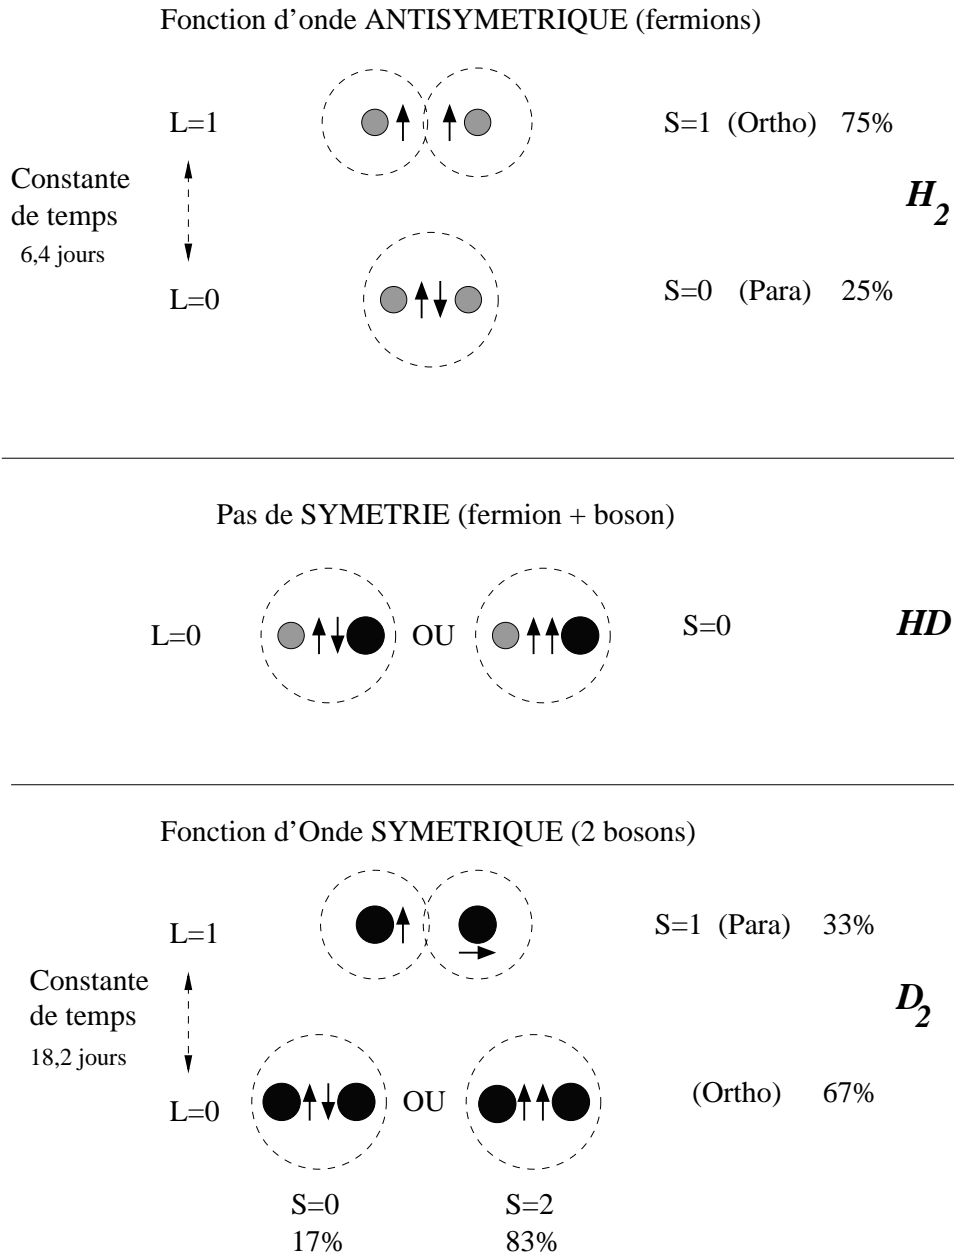 Fonction d'onde ANTISYMETRIQUE (fermions)
L=1 S=1 (Ortho) 75%
Constante
de temps
6,4 jours
H2
L=0 S=0 (Para) 25%
Pas de SYMETRIE (fermion + boson)
L=0 OU S=0 HD
Fonction d'Onde SYMETRIQUE (2 bosons)
L=1 S=1 (Para) 33%
Constante
de temps
18,2 jours
D2
L=0 OU (Ortho) 67%
S=0 S=2
17% 83%